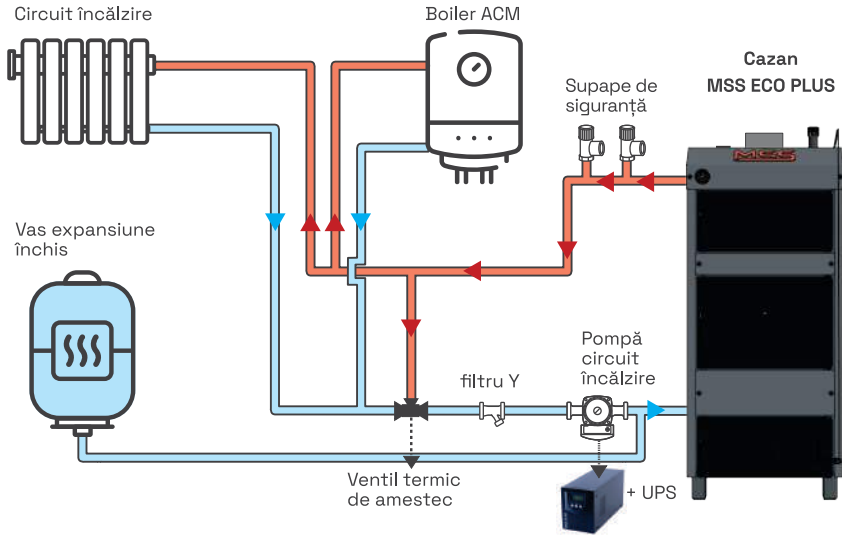 Circuit încălzire
Boiler ACM
Cazan
MSS ECO PLUS
Supape de
siguranță
MSS
Vas expansiune
închis
Pompă
circuit
încălzire
filtru Y
Ventil termic
de amestec
+ UPS